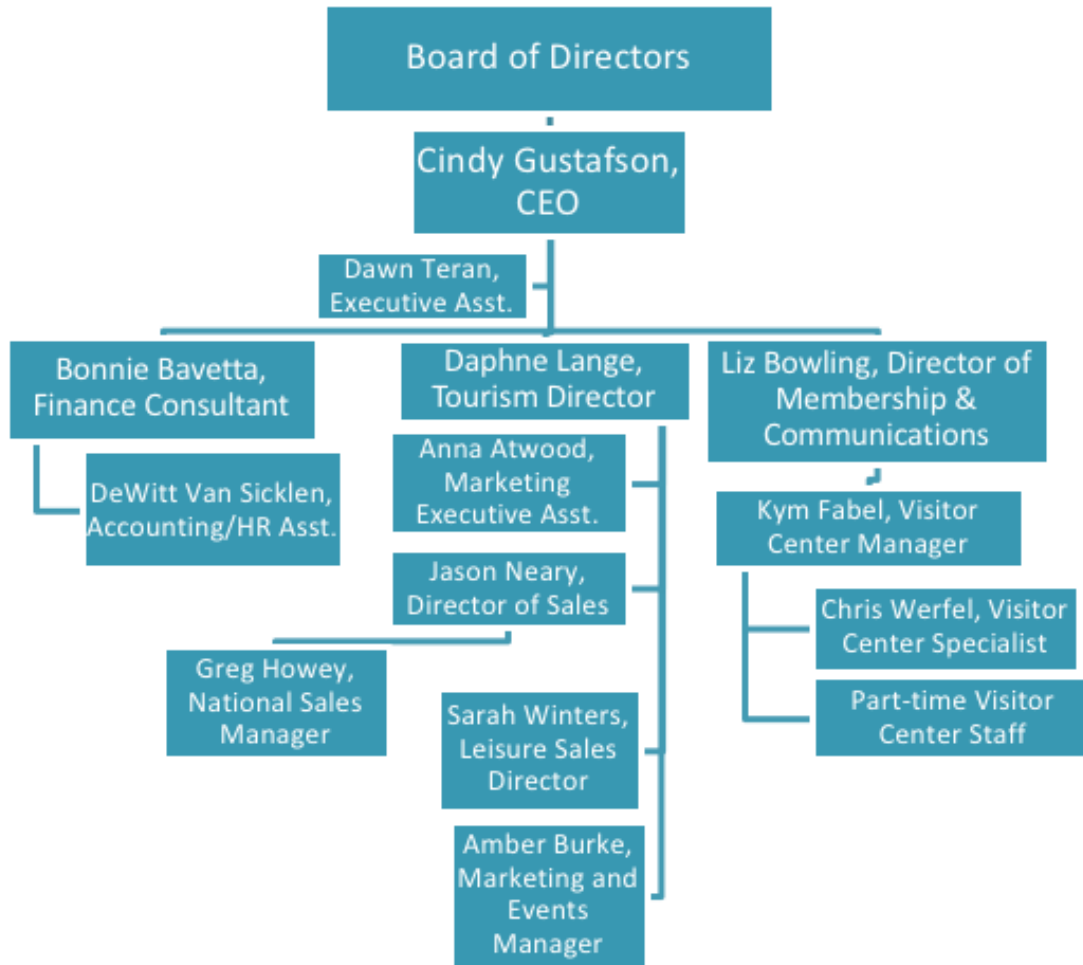 Board of Directors
Cindy Gustafson,
CEO
Dawn Teran,
Executive Asst.
Bonnie Bavetta,
Finance Consultant
DeWitt Van Sicklen,
Accounting/HR Asst.
Daphne Lange,
Tourism Director
Anna Atwood,
Marketing
Executive Asst.
Jason Neary,
Director of Sales
Greg Howey,
National Sales
Manager
Sarah Winters,
Leisure Sales
Director
Amber Burke,
Marketing and
Events
Manager
Liz Bowling, Director of
Membership &
Communications
Kym Fabel, Visitor
Center Manager
Chris Werfel, Visitor
Center Specialist
Part-time Visitor
Center Staff